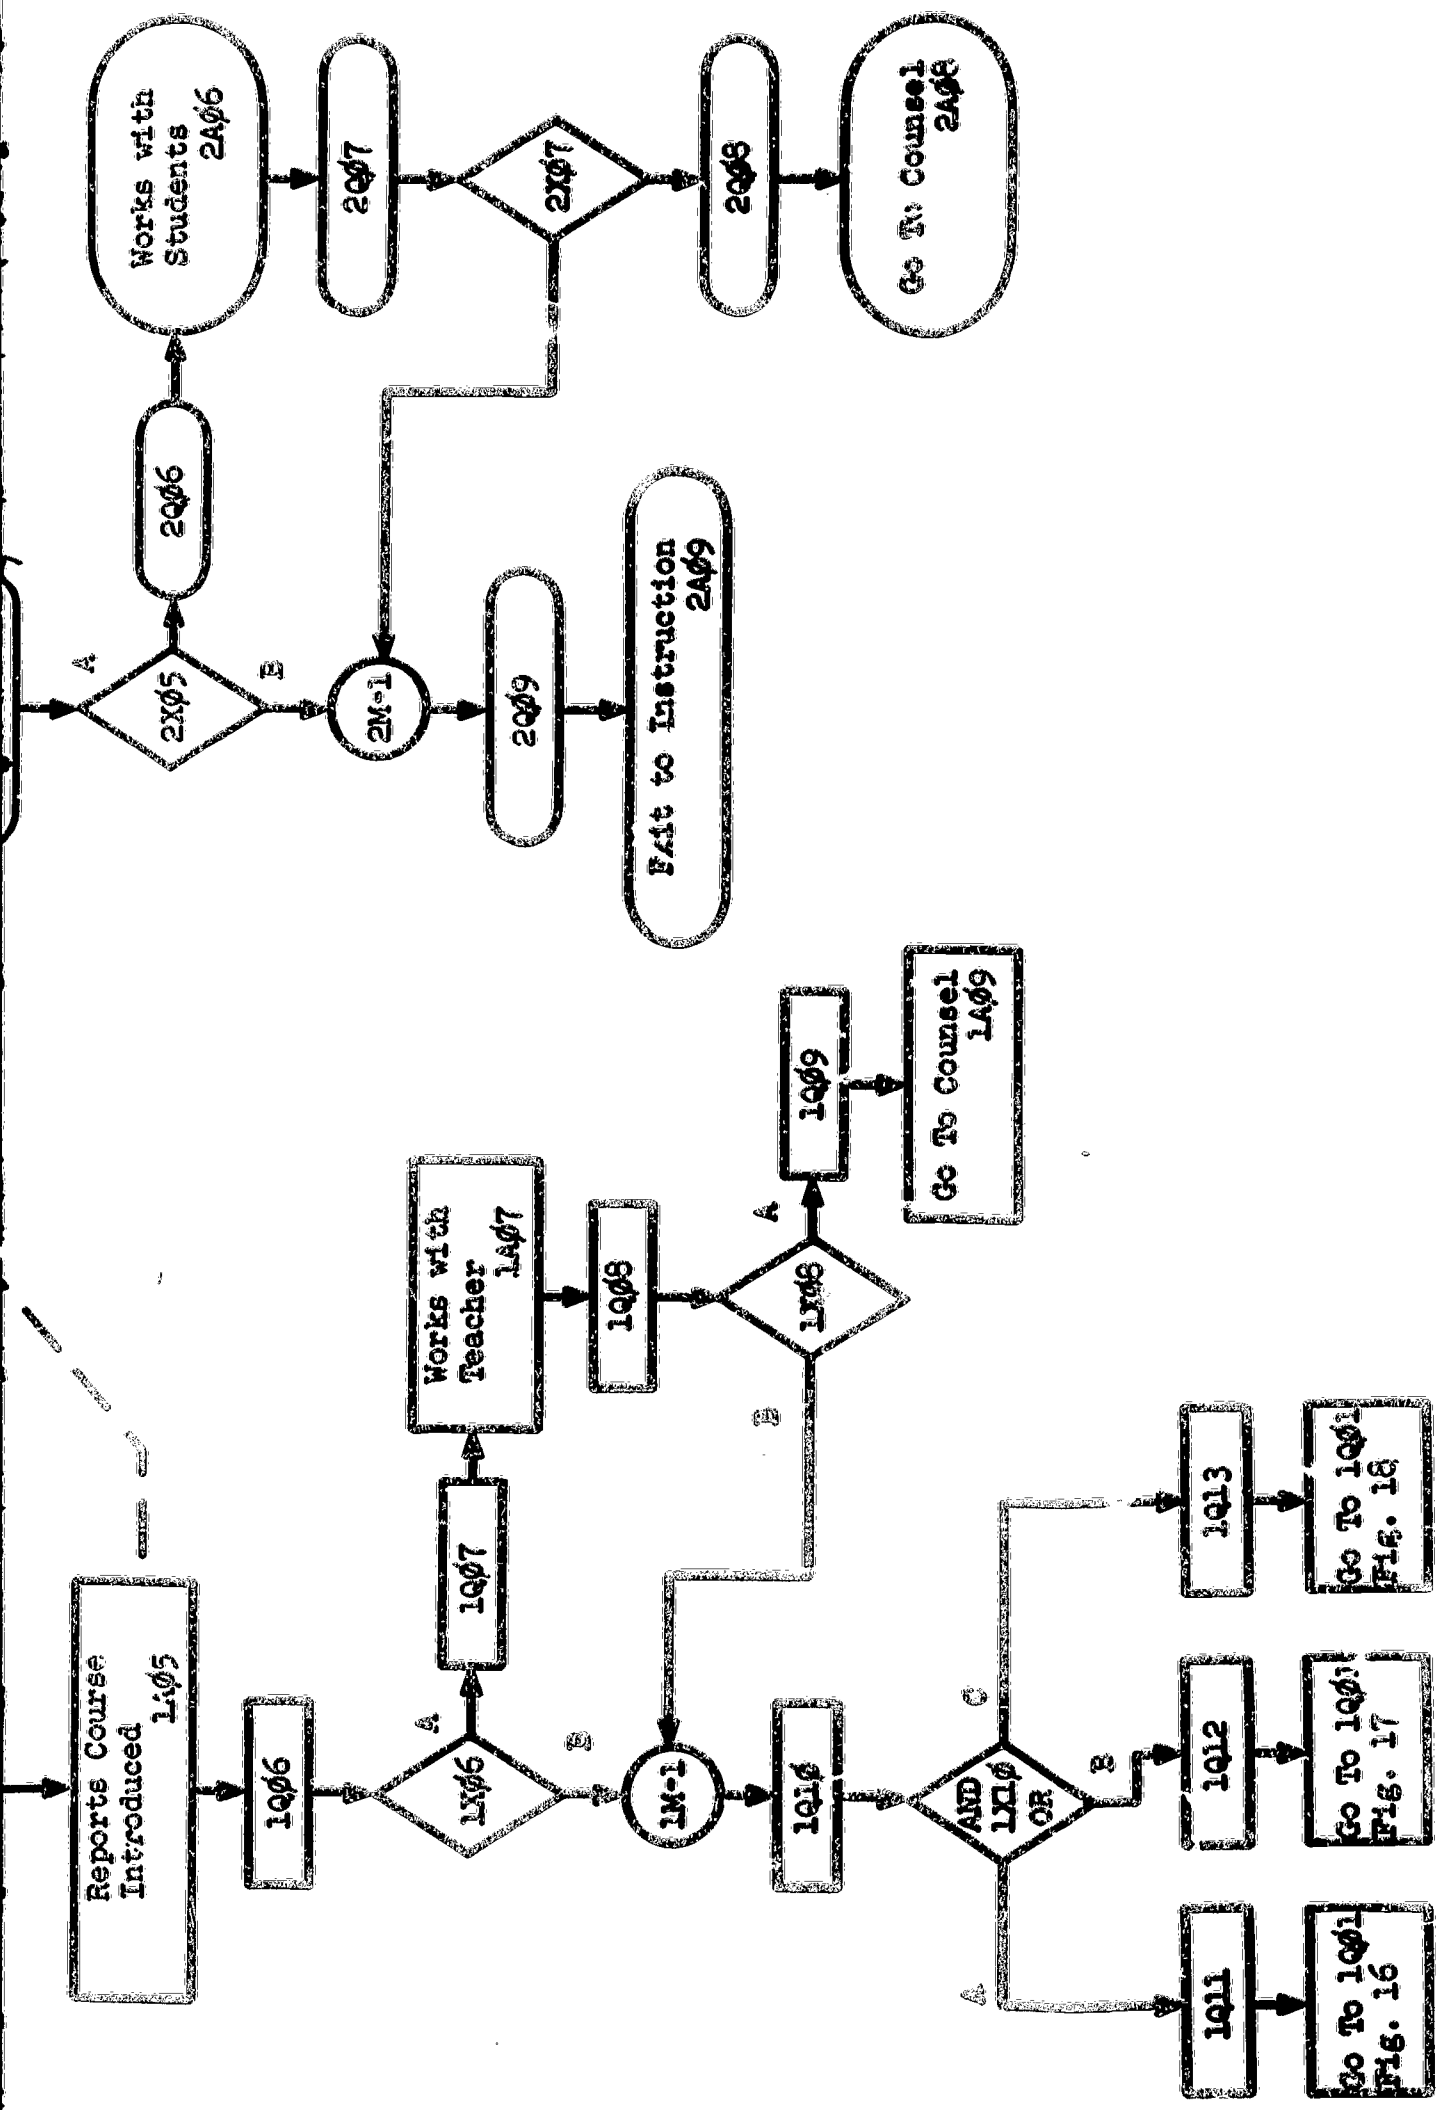 Reports Course
Introduced
1A05
1Q06
1X06
A
B
1Q07
Works with
Teacher
1A07
1Q08
1X08
A
B
1Q09
Go To Counsel
1A09
1M-1
1Q10
AND
1X10
OR
A
B
C
1Q11
Go To 1Q01
Fig. 16
1Q12
Go To 1Q01
Fig. 17
1Q13
Go To 1Q01
Fig. 18
2X05
A
B
2Q06
Works with
Students
2A06
2Q07
2X07
2Q08
Go To Counsel
2A08
2M-1
2Q09
Exit to Instruction
2A09